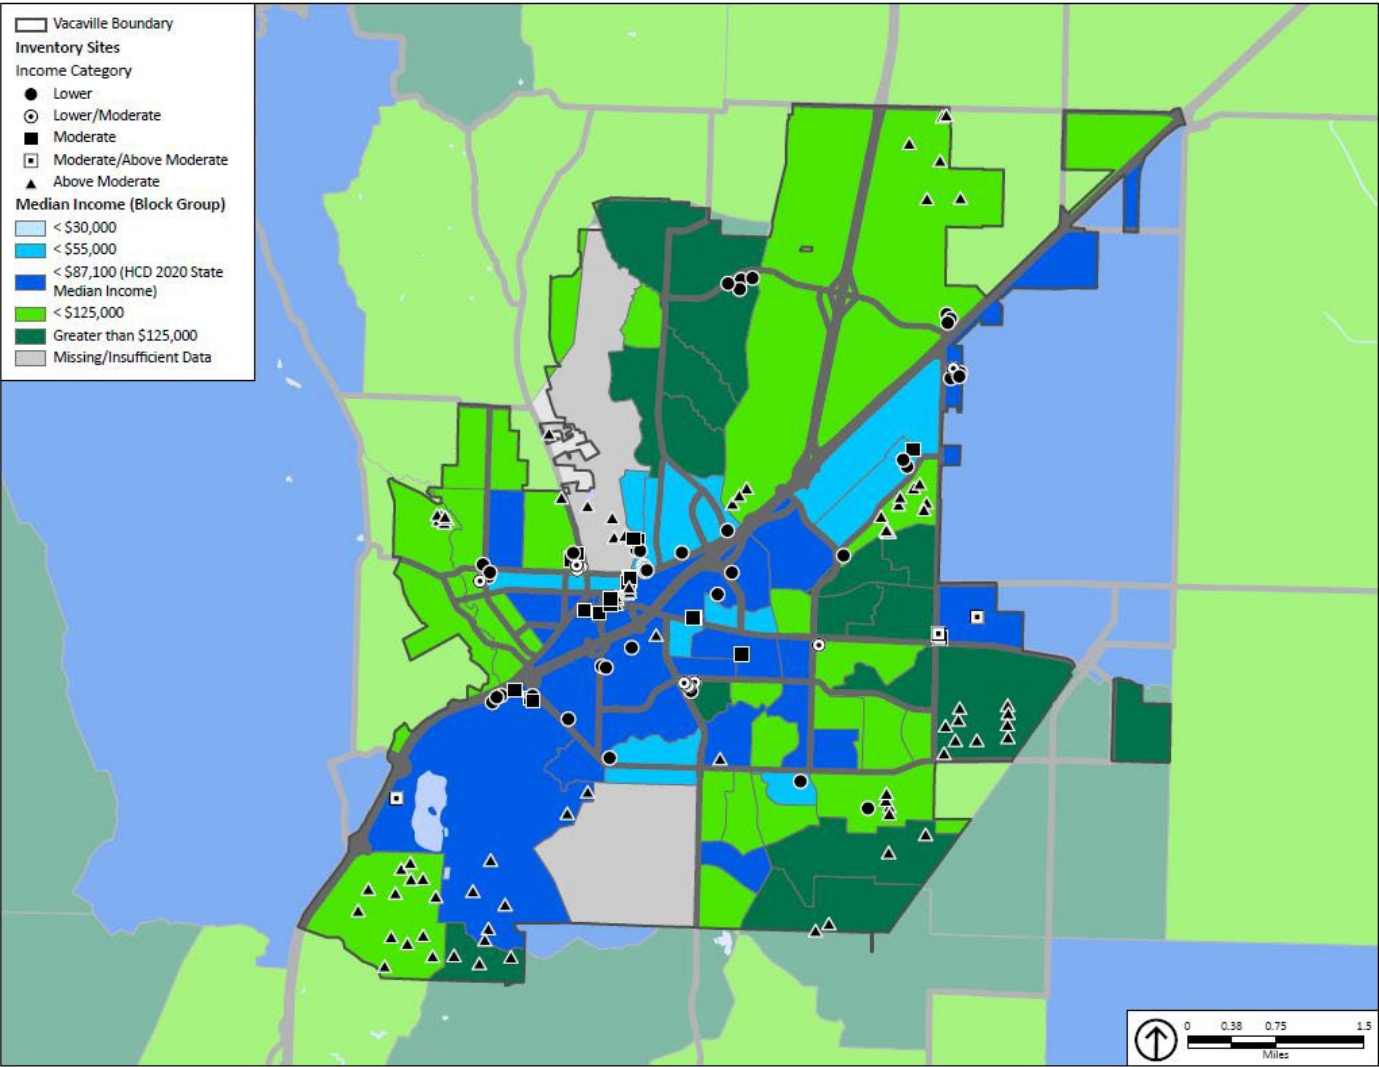 Vacaville Boundary
Inventory Sites
Income Category
Lower
Lower/Moderate
Moderate
Moderate/Above Moderate
Above Moderate
Median Income (Block Group)
< $30,000
< $55,000
< $87,100 (HCD 2020 State
Median Income)
< $125,000
Greater than $125,000
Missing/Insufficient Data
0 0.38 0.75 1.5
Miles